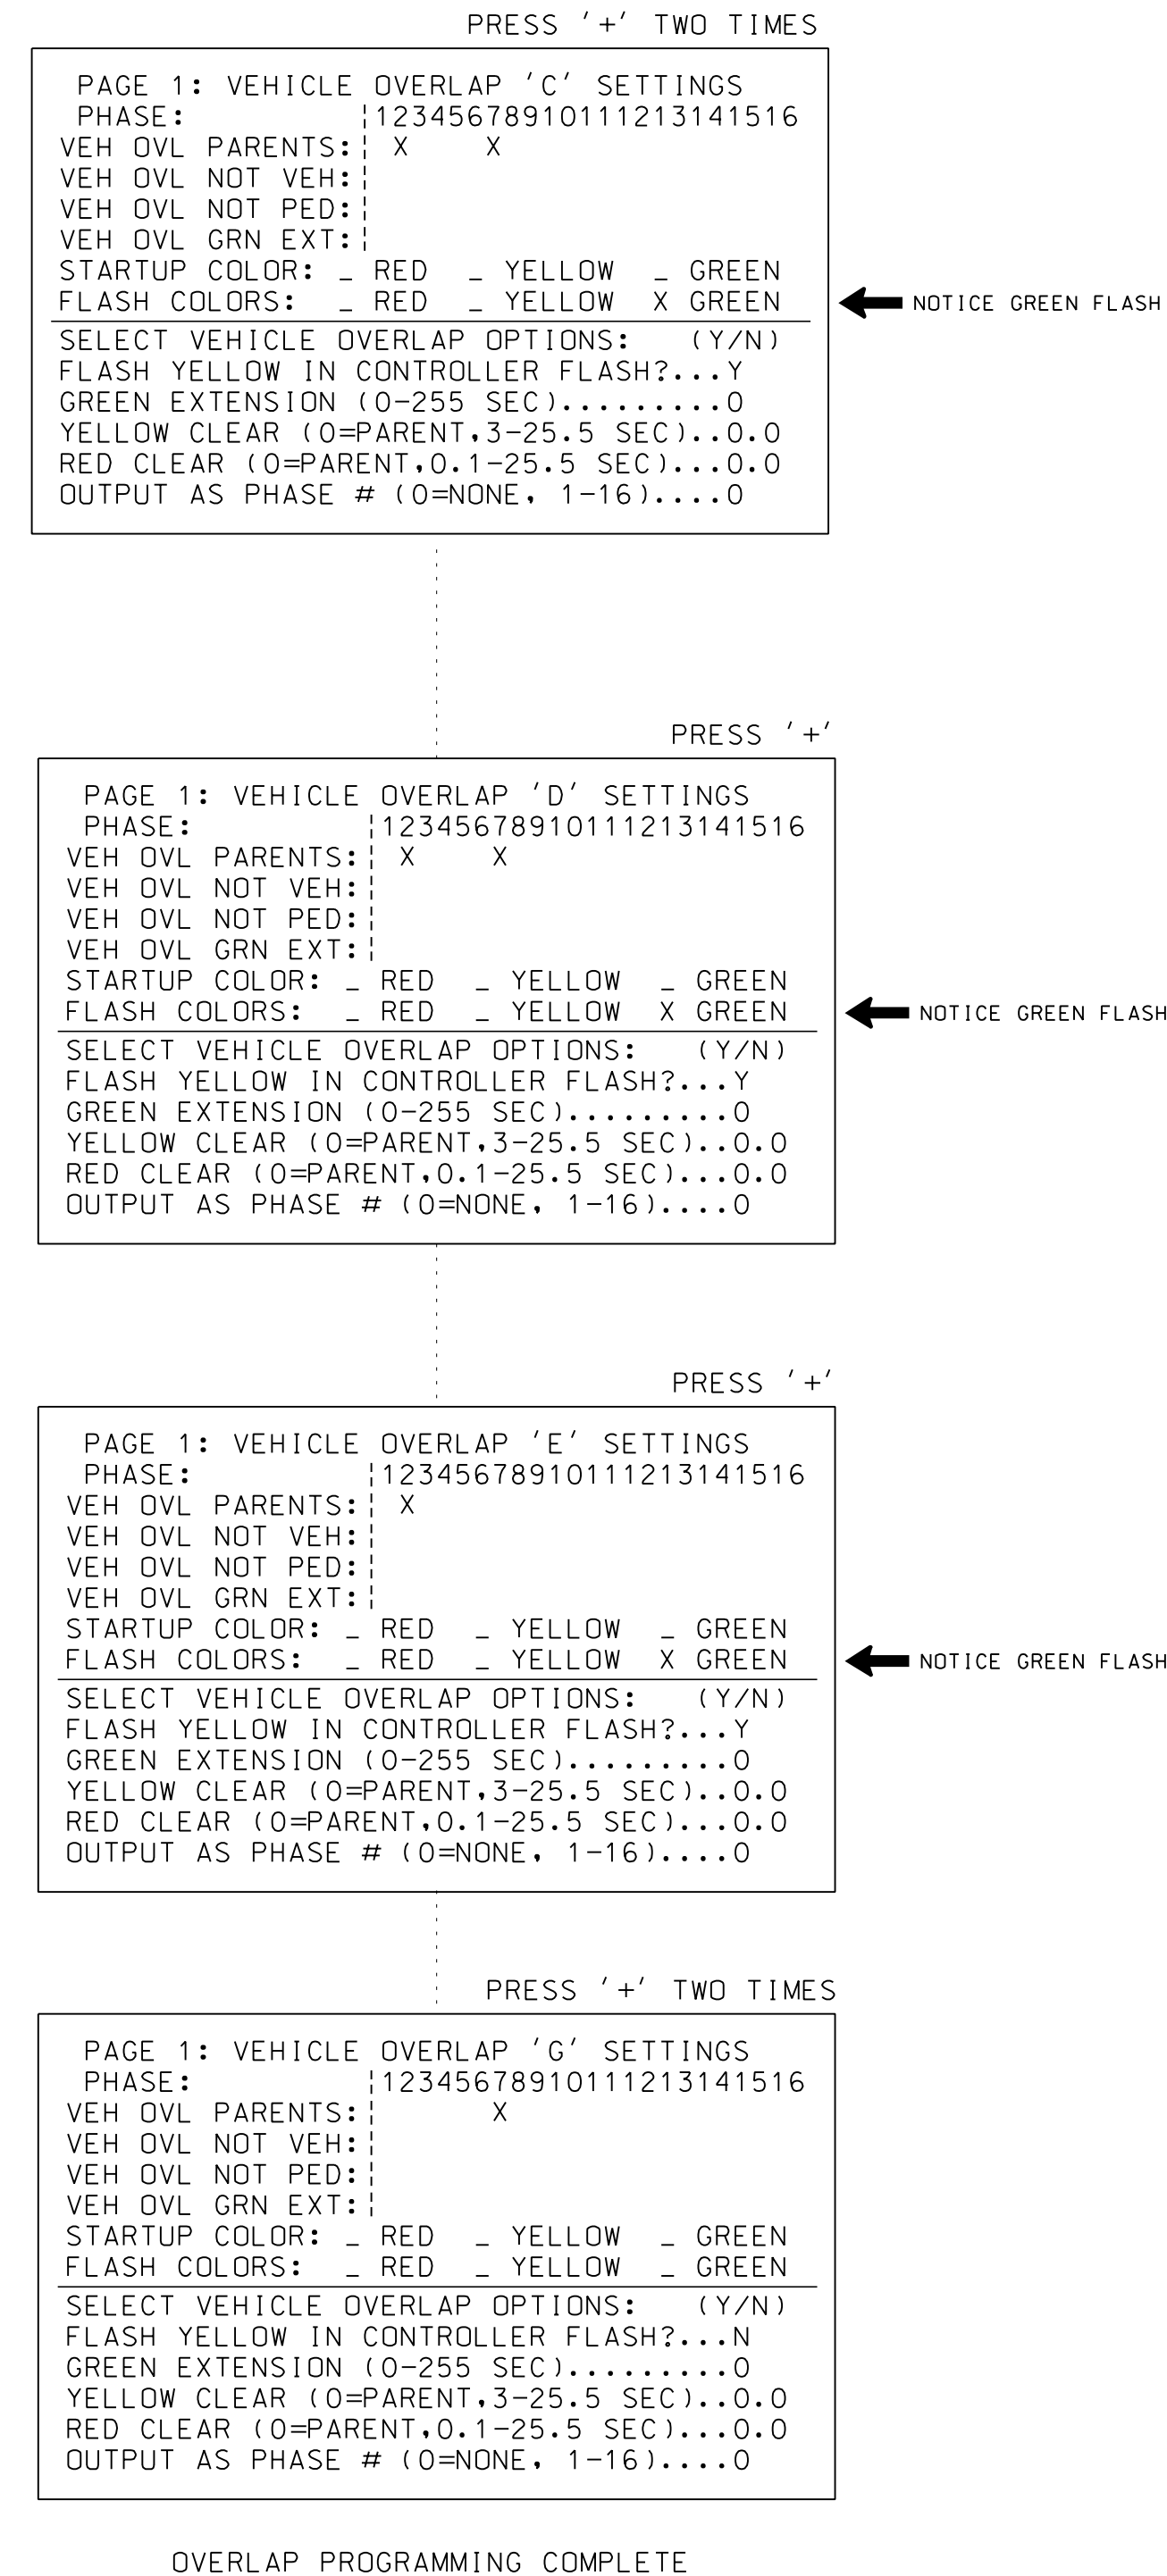 PRESS '+' TWO TIMES
PAGE 1: VEHICLE OVERLAP 'C' SETTINGS
PHASE: ¦12345678910111213141516
VEH OVL PARENTS:¦ X X
VEH OVL NOT VEH:¦
VEH OVL NOT PED:¦
VEH OVL GRN EXT:¦
STARTUP COLOR: _ RED _ YELLOW _ GREEN
FLASH COLORS: _ RED _ YELLOW X GREEN NOTICE GREEN FLASH
SELECT VEHICLE OVERLAP OPTIONS: (Y/N)
FLASH YELLOW IN CONTROLLER FLASH?...Y
GREEN EXTENSION (0-255 SEC).........0
YELLOW CLEAR (0=PARENT,3-25.5 SEC)..0.0
RED CLEAR (0=PARENT,0.1-25.5 SEC)...0.0
OUTPUT AS PHASE # (0=NONE, 1-16)....0
PRESS '+'
PAGE 1: VEHICLE OVERLAP 'D' SETTINGS
PHASE: ¦12345678910111213141516
VEH OVL PARENTS:¦ X X
VEH OVL NOT VEH:¦
VEH OVL NOT PED:¦
VEH OVL GRN EXT:¦
STARTUP COLOR: _ RED _ YELLOW _ GREEN
FLASH COLORS: _ RED _ YELLOW X GREEN NOTICE GREEN FLASH
SELECT VEHICLE OVERLAP OPTIONS: (Y/N)
FLASH YELLOW IN CONTROLLER FLASH?...Y
GREEN EXTENSION (0-255 SEC).........0
YELLOW CLEAR (0=PARENT,3-25.5 SEC)..0.0
RED CLEAR (0=PARENT,0.1-25.5 SEC)...0.0
OUTPUT AS PHASE # (0=NONE, 1-16)....0
PRESS '+'
PAGE 1: VEHICLE OVERLAP 'E' SETTINGS
PHASE: ¦12345678910111213141516
VEH OVL PARENTS:¦ X
VEH OVL NOT VEH:¦
VEH OVL NOT PED:¦
VEH OVL GRN EXT:¦
STARTUP COLOR: _ RED _ YELLOW _ GREEN
FLASH COLORS: _ RED _ YELLOW X GREEN NOTICE GREEN FLASH
SELECT VEHICLE OVERLAP OPTIONS: (Y/N)
FLASH YELLOW IN CONTROLLER FLASH?...Y
GREEN EXTENSION (0-255 SEC).........0
YELLOW CLEAR (0=PARENT,3-25.5 SEC)..0.0
RED CLEAR (0=PARENT,0.1-25.5 SEC)...0.0
OUTPUT AS PHASE # (0=NONE, 1-16)....0
PRESS '+' TWO TIMES
PAGE 1: VEHICLE OVERLAP 'G' SETTINGS
PHASE: ¦12345678910111213141516
VEH OVL PARENTS:¦ X
VEH OVL NOT VEH:¦
VEH OVL NOT PED:¦
VEH OVL GRN EXT:¦
STARTUP COLOR: _ RED _ YELLOW _ GREEN
FLASH COLORS: _ RED _ YELLOW _ GREEN
SELECT VEHICLE OVERLAP OPTIONS: (Y/N)
FLASH YELLOW IN CONTROLLER FLASH?...N
GREEN EXTENSION (0-255 SEC).........0
YELLOW CLEAR (0=PARENT,3-25.5 SEC)..0.0
RED CLEAR (0=PARENT,0.1-25.5 SEC)...0.0
OUTPUT AS PHASE # (0=NONE, 1-16)....0
OVERLAP PROGRAMMING COMPLETE